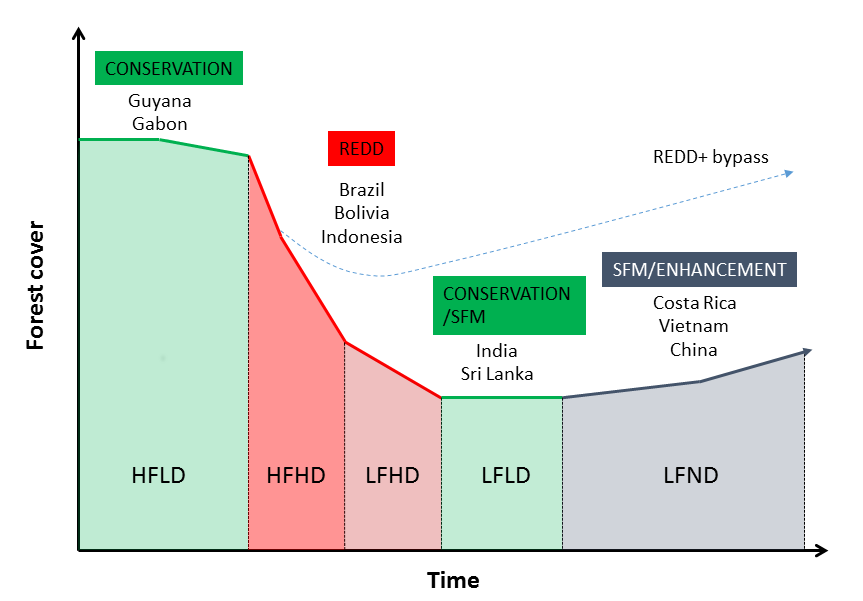 CONSERVATION
Guyana
Gabon
REDD
Brazil
Bolivia
Indonesia
REDD+ bypass
CONSERVATION
/SFM
India
Sri Lanka
SFM/ENHANCEMENT
Costa Rica
Vietnam
China
Forest cover
HFLD
HFHD
LFHD
LFLD
LFND
Time